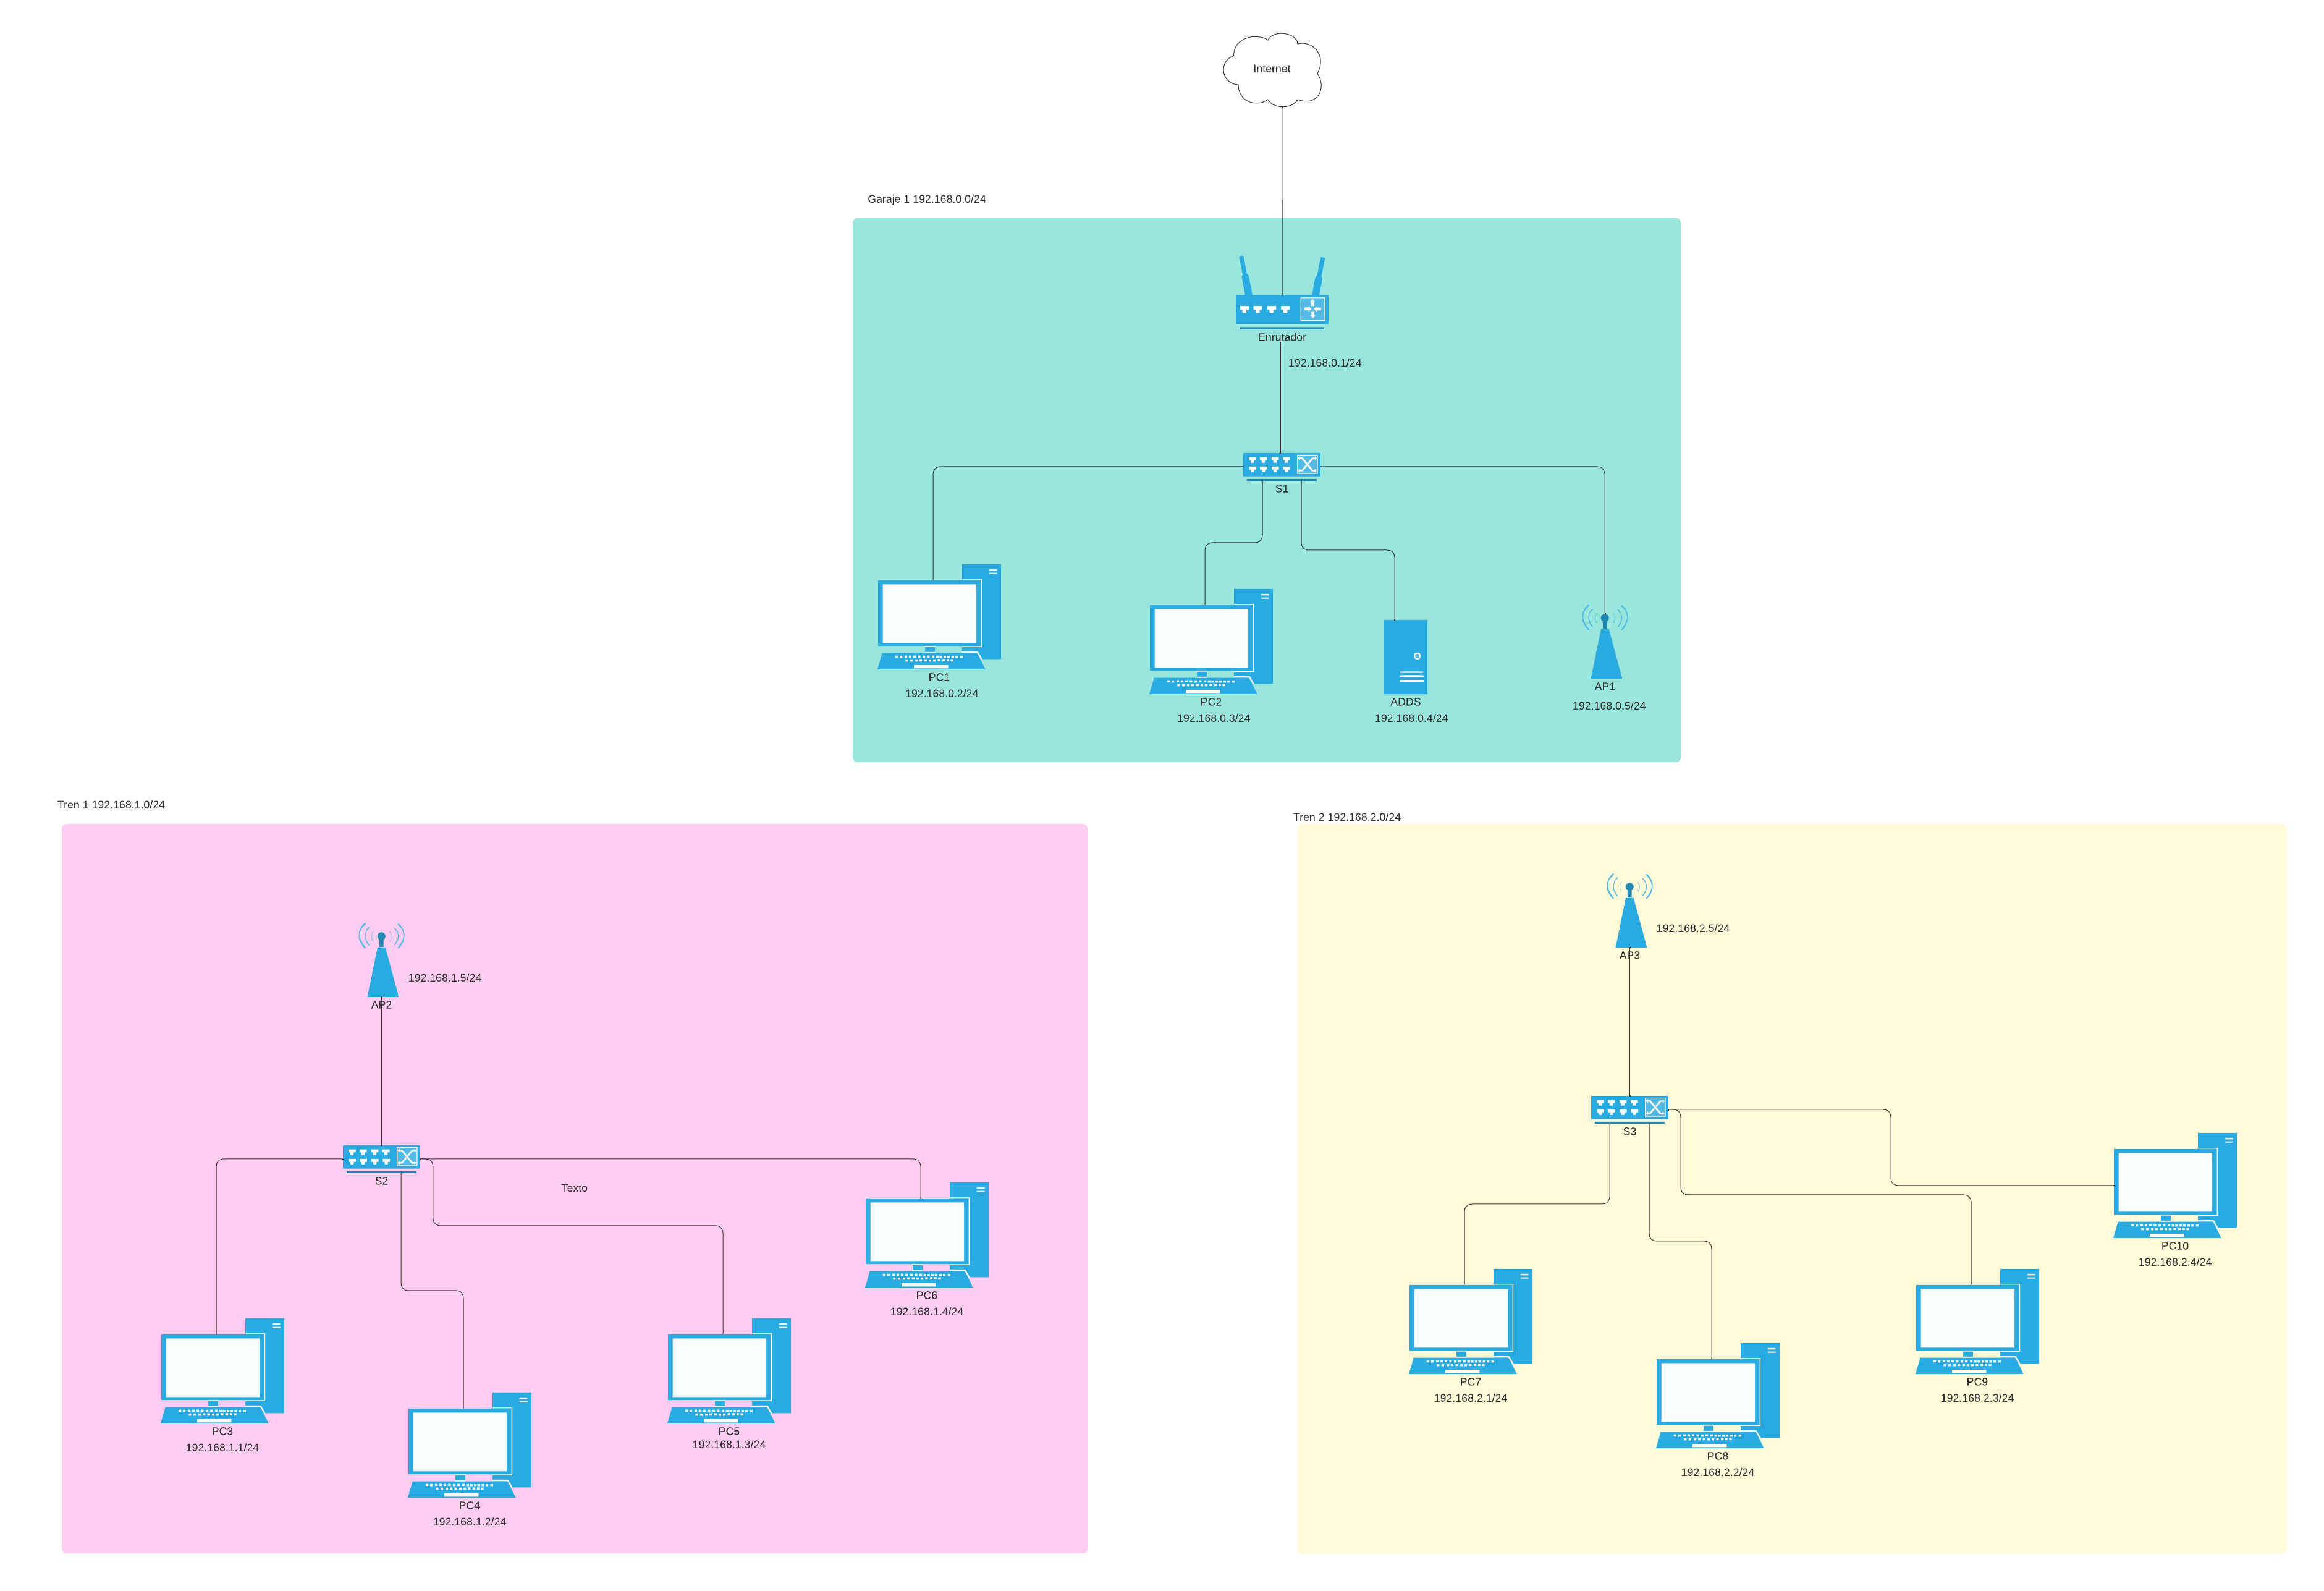 Internet
Garaje 1 192.168.0.0/24
Enrutador
192.168.0.1/24
S1
PC1
192.168.0.2/24
PC2
192.168.0.3/24
ADDS
192.168.0.4/24
AP1
192.168.0.5/24
Tren 1 192.168.1.0/24
192.168.1.5/24
AP2
S2
Texto
PC6
192.168.1.4/24
PC3
192.168.1.1/24
PC5
192.168.1.3/24
PC4
192.168.1.2/24
Tren 2 192.168.2.0/24
192.168.2.5/24
AP3
S3
PC10
192.168.2.4/24
PC7
192.168.2.1/24
PC9
192.168.2.3/24
PC8
192.168.2.2/24